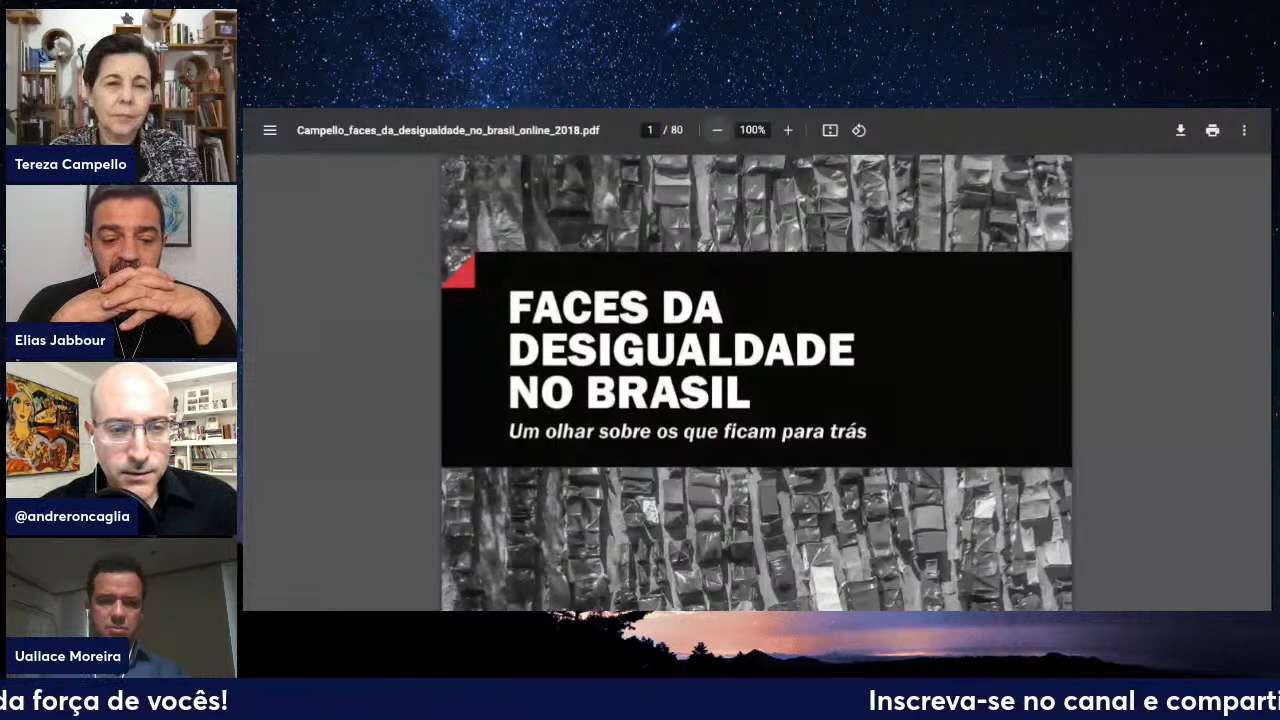 Tereza Campello
Elias Jabbour
@andreroncaglia
Uallace Moreira
Campello_faces_da_desigualdade_no_brasil_online_2018.pdf
1 / 80
100%
FACES DA
DESIGUALDADE
NO BRASIL
Um olhar sobre os que ficam para trás
da força de vocês!
Inscreva-se no canal e comparti